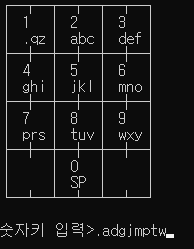 1 2 3
.qz abc def
4 5 6
ghi jkl mno
7 8 9
prs tuv wxy
0
SP
숫자키 입력>.adgjmptw